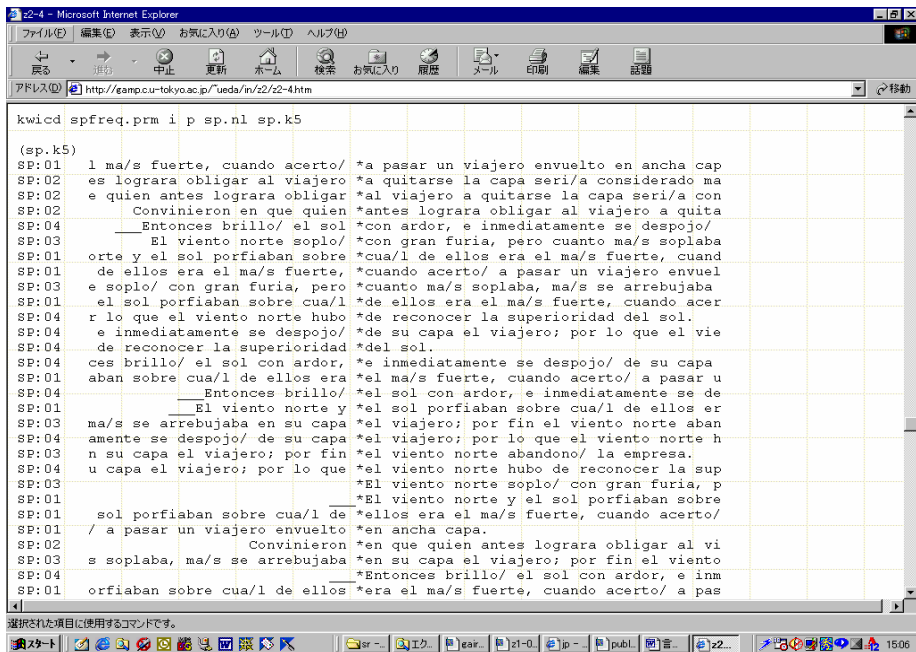 z2-4 - Microsoft Internet Explorer
ファイル(F) 編集(E) 表示(V) お気に入り(A) ツール(T) ヘルプ(H)
戻る 進む 中止 更新 ホーム 検索 お気に入り 履歴 メール 印刷 編集 話題
アドレス(D) http://gamp.c.u-tokyo.ac.jp/~ueda/in/z2/z2-4.htm 移動
kwicd spfreq.prm i p sp.nl sp.k5
(sp.k5)
SP:01 l ma/s fuerte, cuando acerto/ *a pasar un viajero envuelto en ancha cap
SP:02 es lograra obligar al viajero *a quitarse la capa seri/a considerado ma
SP:02 e quien antes lograra obligar *al viajero a quitarse la capa seri/a con
SP:02 Convinieron en que quien *antes lograra obligar al viajero a quita
SP:04 ___Entonces brillo/ el sol *con ardor, e inmediatamente se despojo/
SP:03 El viento norte soplo/ *con gran furia, pero cuanto ma/s soplaba
SP:01 orte y el sol porfiaban sobre *cua/l de ellos era el ma/s fuerte, cuand
SP:01 de ellos era el ma/s fuerte, *cuando acerto/ a pasar un viajero envuel
SP:03 e soplo/ con gran furia, pero *cuanto ma/s soplaba, ma/s se arrebujaba
SP:01 el sol porfiaban sobre cua/l *de ellos era el ma/s fuerte, cuando acer
SP:04 r lo que el viento norte hubo *de reconocer la superioridad del sol.
SP:04 e inmediatamente se despojo/ *de su capa el viajero; por lo que el vie
SP:04 de reconocer la superioridad *del sol.
SP:04 ces brillo/ el sol con ardor, *e inmediatamente se despojo/ de su capa
SP:01 aban sobre cua/l de ellos era *el ma/s fuerte, cuando acerto/ a pasar u
SP:04 ___Entonces brillo/ *el sol con ardor, e inmediatamente se de
SP:01 ___El viento norte y *el sol porfiaban sobre cua/l de ellos er
SP:03 ma/s se arrebujaba en su capa *el viajero; por fin el viento norte aban
SP:04 amente se despojo/ de su capa *el viajero; por lo que el viento norte h
SP:03 n su capa el viajero; por fin *el viento norte abandono/ la empresa.
SP:04 u capa el viajero; por lo que *el viento norte hubo de reconocer la sup
SP:03 *El viento norte soplo/ con gran furia, p
SP:01 ___*El viento norte y el sol porfiaban sobre
SP:01 sol porfiaban sobre cua/l de *ellos era el ma/s fuerte, cuando acerto/
SP:01 / a pasar un viajero envuelto *en ancha capa.
SP:02 Convinieron *en que quien antes lograra obligar al vi
SP:03 s soplaba, ma/s se arrebujaba *en su capa el viajero; por fin el viento
SP:04 ___*Entonces brillo/ el sol con ardor, e inm
SP:01 orfiaban sobre cua/l de ellos *era el ma/s fuerte, cuando acerto/ a pas
選択された項目に使用するコマンドです。
スタート sr -... エク... gair... z1-0... jp - ... publ... 言... z2... 15:06